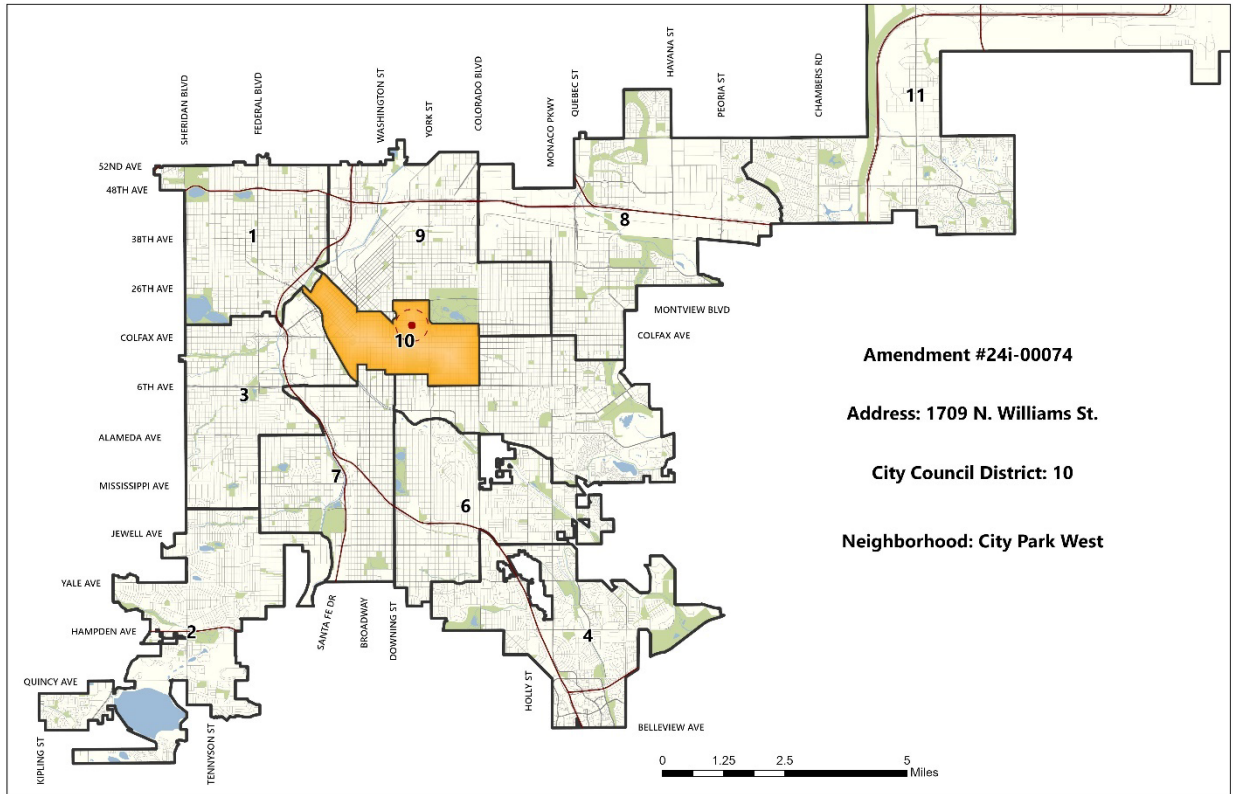 SHERIDAN BLVD
FEDERAL BLVD
WASHINGTON ST
YORK ST
COLORADO BLVD
MONACO PKWY
QUEBEC ST
HAVANA ST
PEORIA ST
CHAMBERS RD
11
52ND AVE
48TH AVE
8
1
9
38TH AVE
26TH AVE
MONTVIEW BLVD
COLFAX AVE
COLFAX AVE
10
Amendment #24i-00074
6TH AVE
3
Address: 1709 N. Williams St.
ALAMEDA AVE
7
City Council District: 10
MISSISSIPPI AVE
6
JEWELL AVE
Neighborhood: City Park West
YALE AVE
SANTA FE DR
BROADWAY
DOWNING ST
HAMPDEN AVE
2
4
QUINCY AVE
HOLLY ST
KIPLING ST
TENNYSON ST
BELLEVIEW AVE
0 1.25 2.5 5
Miles